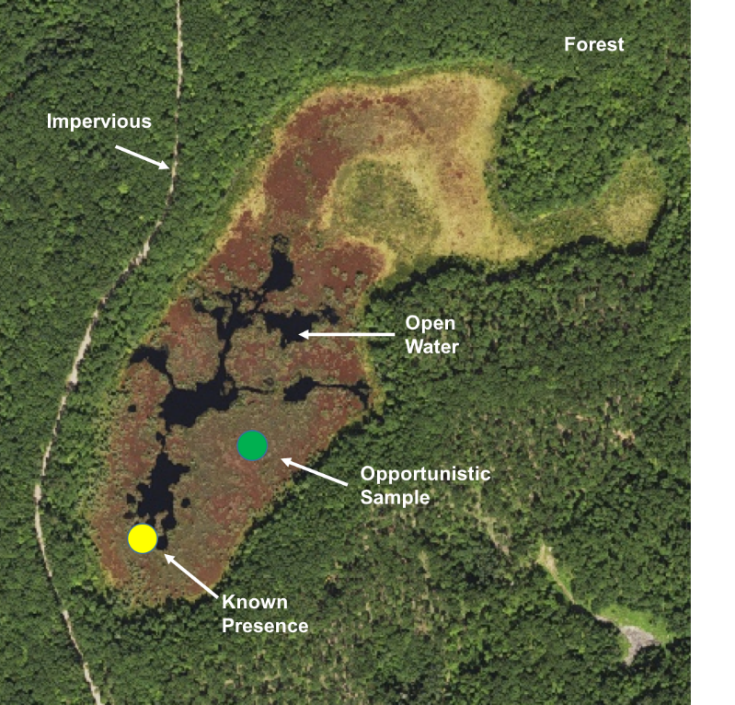 Forest
Impervious
Open
Water
Opportunistic
Sample
Known
Presence